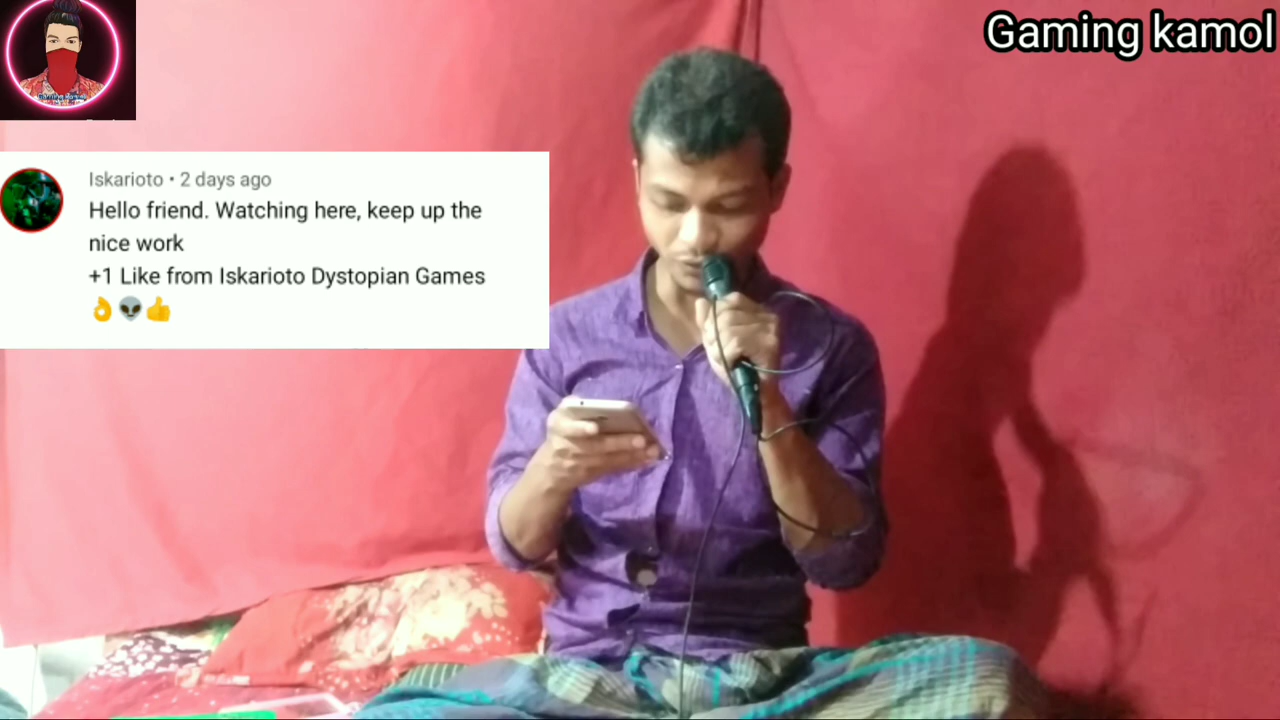 Gaming kamol
Iskarioto • 2 days ago
Hello friend. Watching here, keep up the
nice work
+1 Like from Iskarioto Dystopian Games
👌👽👍